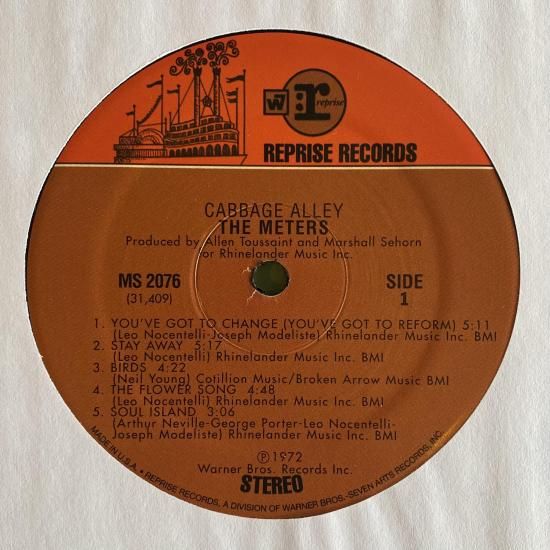 W
r
reprise
REPRISE RECORDS
CABBAGE ALLEY
THE METERS
Produced by Allen Toussaint and Marshall Sehorn
for Rhinelander Music Inc.
MS 2076
(31,409)
SIDE
1
1. YOU'VE GOT TO CHANGE (YOU'VE GOT TO REFORM) 5:11
(Leo Nocentelli-Joseph Modeliste) Rhinelander Music Inc. BMI
2. STAY AWAY 5:17
(Leo Nocentelli) Rhinelander Music Inc. BMI
3. BIRDS 4:22
(Neil Young) Cotillion Music/Broken Arrow Music BMI
4. THE FLOWER SONG 4:48
(Leo Nocentelli) Rhinelander Music Inc. BMI
5. SOUL ISLAND 3:06
(Arthur Neville-George Porter-Leo Nocentelli-
Joseph Modeliste) Rhinelander Music Inc. BMI
℗1972
Warner Bros. Records Inc.
STEREO
MADE IN U.S.A. • REPRISE RECORDS, A DIVISION OF WARNER BROS.-SEVEN ARTS RECORDS, INC.